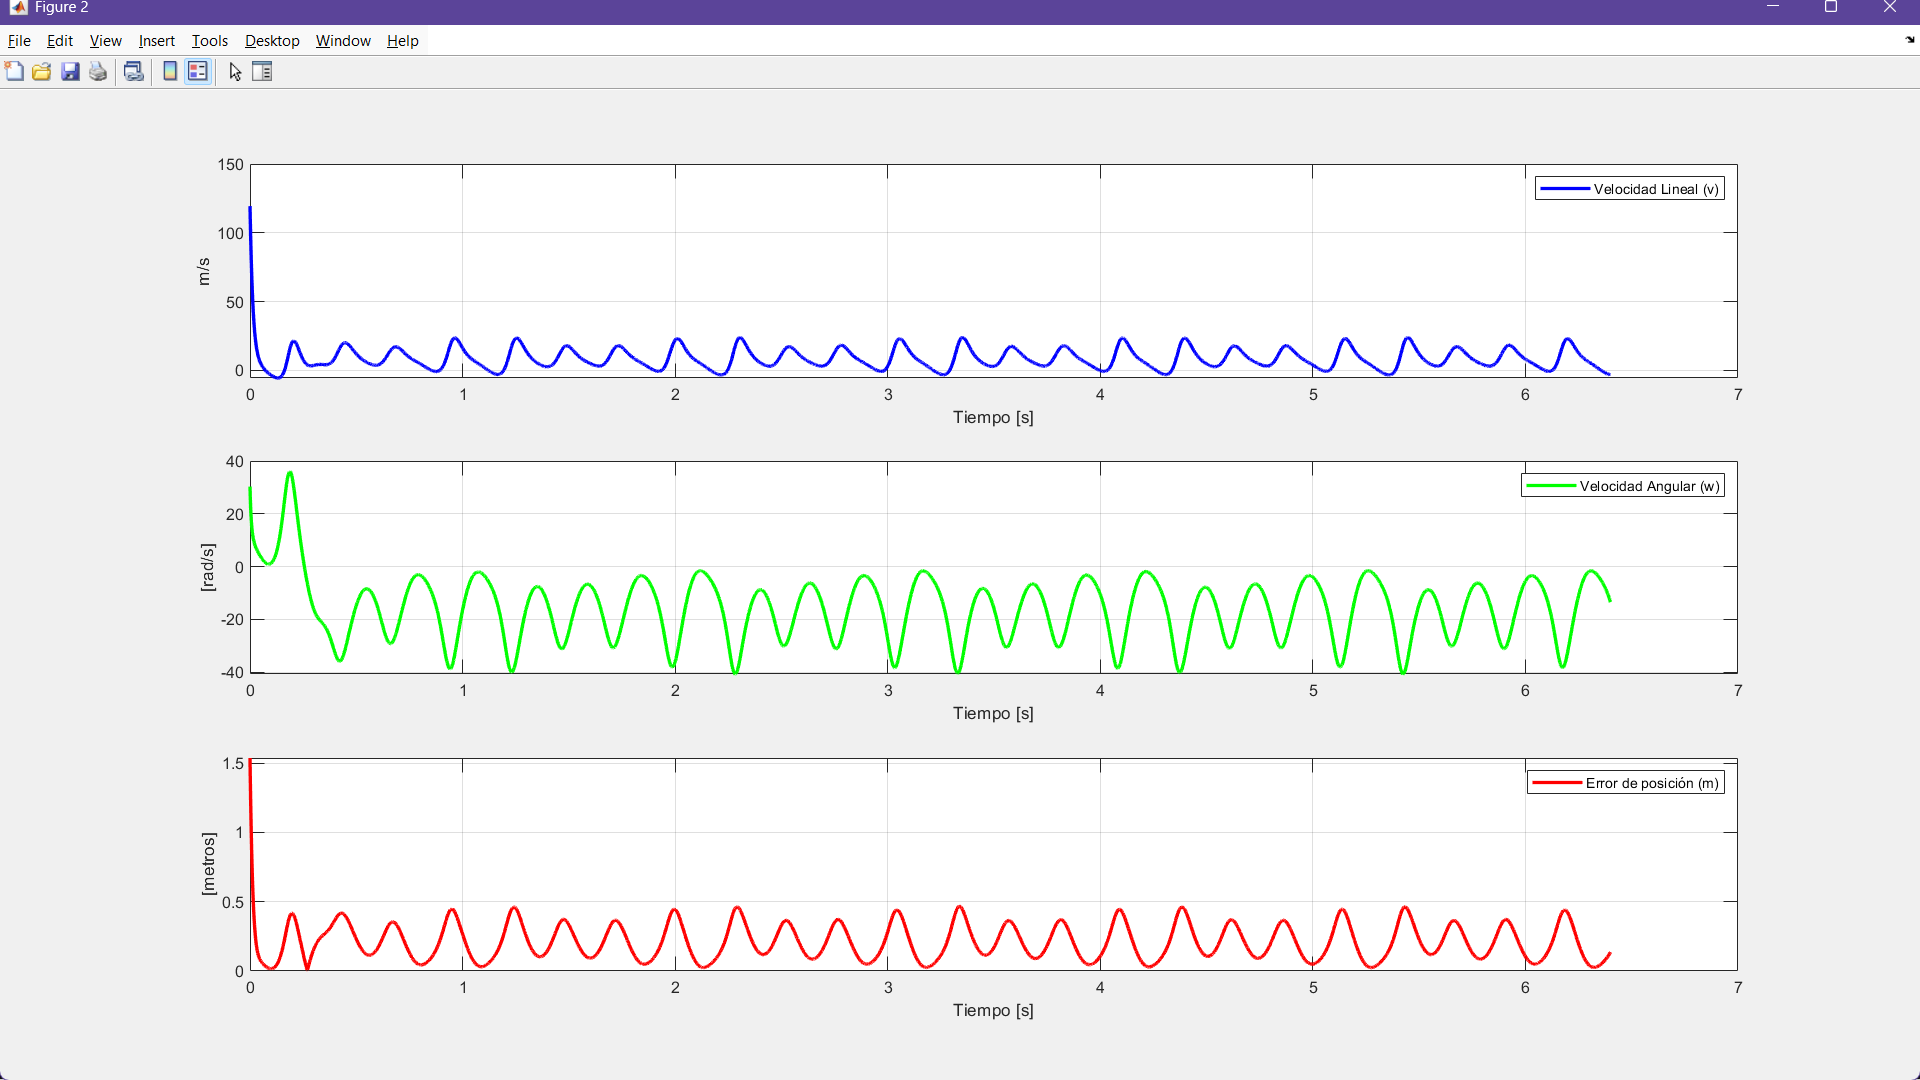 Figure 2
File Edit View Insert Tools Desktop Window Help
150
100
50
0
m/s
Velocidad Lineal (v)
0 1 2 3 4 5 6 7
Tiempo [s]
40
20
0
-20
-40
[rad/s]
Velocidad Angular (w)
0 1 2 3 4 5 6 7
Tiempo [s]
1.5
1
0.5
0
[metros]
Error de posición (m)
0 1 2 3 4 5 6 7
Tiempo [s]